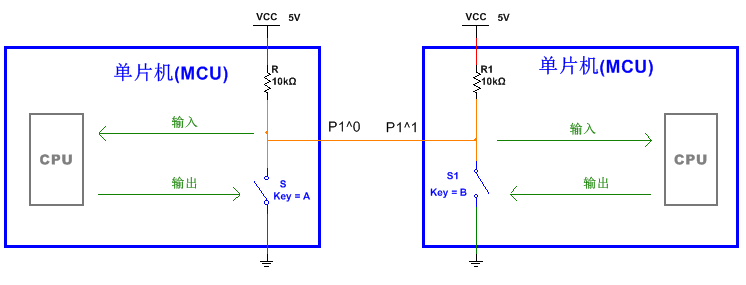 VCC 5V
VCC 5V
单片机(MCU)
R
10kΩ
输入
CPU
输出
S
Key = A
P1^0
P1^1
单片机(MCU)
R1
10kΩ
输入
CPU
输出
S1
Key = B